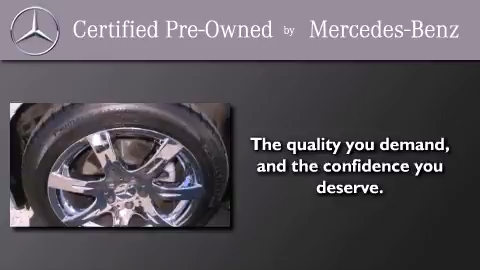 Certified Pre-Owned by Mercedes-Benz
The quality you demand,
and the confidence you
deserve.